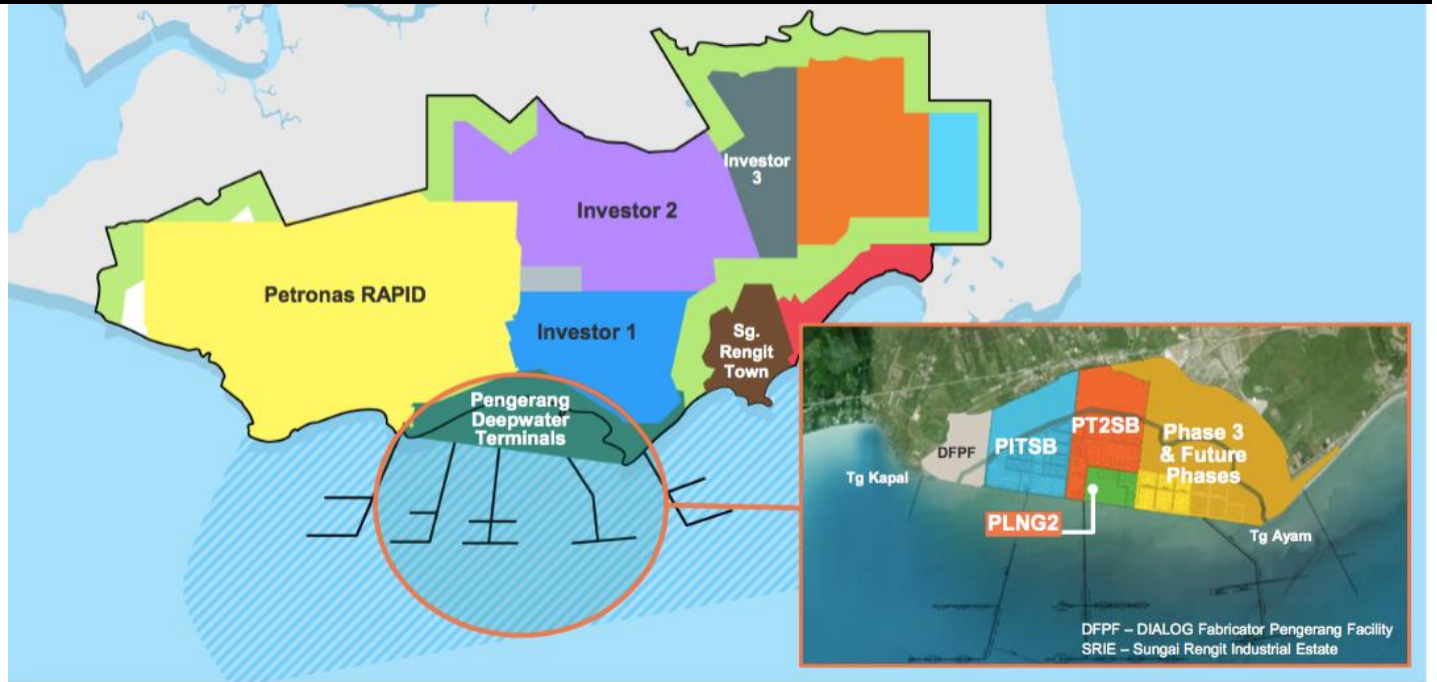 Petronas RAPID
Investor 2
Investor
3
Investor 1
Sg.
Rengit
Town
Pengerang
Deepwater
Terminals
DFPF
PITSB
PT2SB
Phase 3
& Future
Phases
Tg Kapal
PLNG2
Tg Ayam
DFPF – DIALOG Fabricator Pengerang Facility
SRIE – Sungai Rengit Industrial Estate